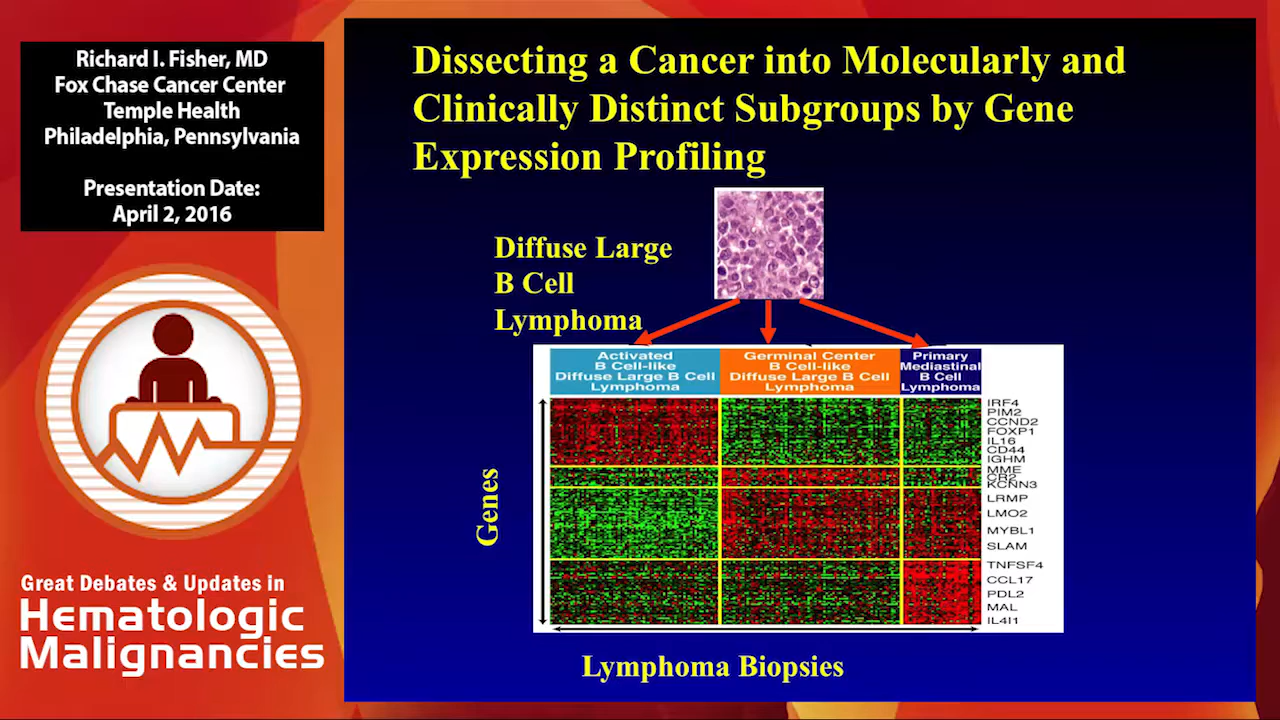 Richard I. Fisher, MD
Fox Chase Cancer Center
Temple Health
Philadelphia, Pennsylvania
Presentation Date:
April 2, 2016
Great Debates & Updates in
Hematologic
Malignancies
Dissecting a Cancer into Molecularly and
Clinically Distinct Subgroups by Gene
Expression Profiling
Diffuse Large
B Cell
Lymphoma
Activated
B Cell-like
Diffuse Large B Cell
Lymphoma
Germinal Center
B Cell-like
Diffuse Large B Cell
Lymphoma
Primary
Mediastinal
B Cell
Lymphoma
Genes
IRF4
PIM2
CCND2
FOXP1
IL16
CD44
IGHM
MME
KCNN3
LRMP
LMO2
MYBL1
SLAM
TNFSF4
CCL17
PDL2
MAL
IL4I1
Lymphoma Biopsies